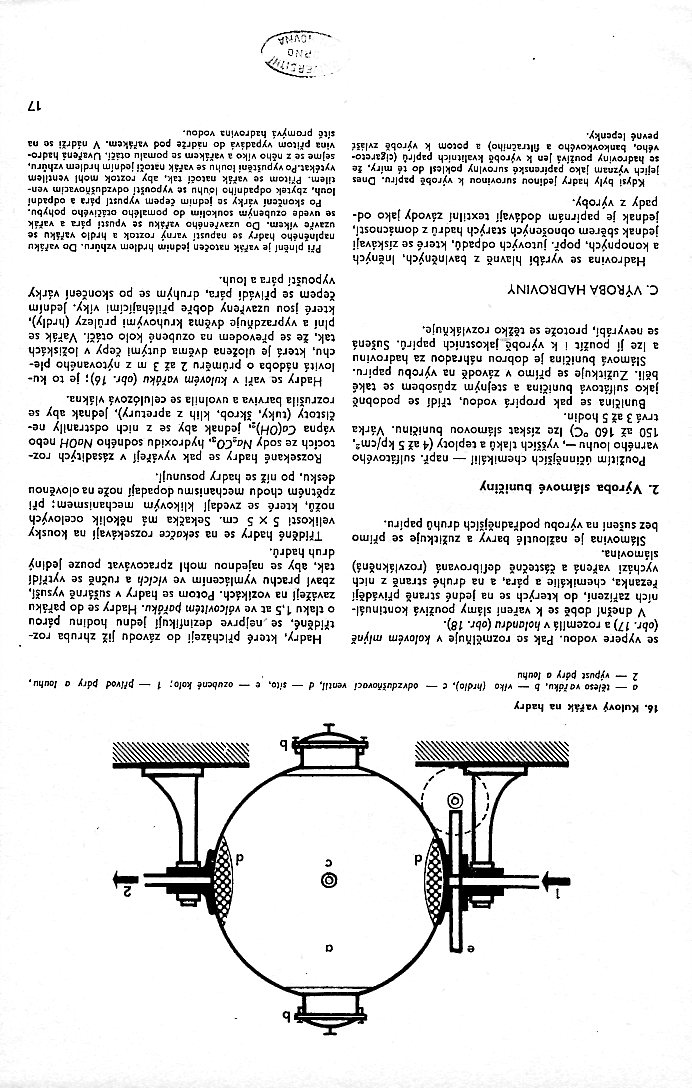 b
d c d
1 2
a
e
b
16. Kulový vařák na hadry
a — těleso vařáku, b — víko (hrdlo), c — odvzdušňovací ventil, d — síto, e — ozubené kolo; 1 — přívod páry a louhu,
2 — výpust páry a louhu
se vypere vodou. Pak se rozmělňuje v kolovém mlýně
(obr. 17) a rozemílá v holandru (obr. 18).
V dnešní době se k vaření slámy používá kontinuál-
ních zařízení, do kterých se na jedné straně přivádějí
řezanka, chemikálie a pára, a na druhé straně z nich
vychází vařená a částečně defibrovaná (rozvlákněná)
slámovina.
Slámovina je nažloutlé barvy a zužitkuje se přímo
bez sušení na výrobu podřadnějších druhů papíru.
2. Výroba slámové buničiny
Použitím účinnějších chemikálií — např. sulfátového
varného louhu —, vyšších tlaků a teploty (4 až 5 kp/cm²,
150 až 160 °C) lze získat slámovou buničinu. Várka
trvá 3 až 5 hodin.
Buničina se pak propírá vodou, třídí se podobně
jako sulfátová buničina a stejným způsobem se také
bělí. Zužitkuje se přímo v závodě na výrobu papíru.
Slámová buničina je dobrou náhradou za hadrovinu
a lze jí použít i k výrobě jakostních papírů. Sušená
se nevyrábí, protože se těžko rozvlákňuje.
C. VÝROBA HADROVINY
Hadrovina se vyrábí hlavně z bavlněných, lněných
a konopných, popř. jutových odpadů, které se získávají
jednak sběrem obnošených starých hadrů z domácností,
jednak je papírnám dodávají textilní závody jako od-
pady z výroby.
Kdysi byly hadry jedinou surovinou k výrobě papíru. Dnes
jejich význam jako papírenské suroviny poklesl do té míry, že
se hadroviny používá jen k výrobě kvalitních papírů (cigareto-
vého, bankovkového a filtračního) a potom k výrobě zvlášť
pevné lepenky.
Hadry, které přicházejí do závodu již zhruba roz-
tříděné, se nejprve dezinfikují jednu hodinu párou
o tlaku 1,5 at ve válcovitém pařáku. Hadry se do pařáku
zavážejí na vozíkách. Potom se hadry v sušárně vysuší,
zbaví prachu vymlácením ve vlcích a ručně se vytřídí
tak, aby se najednou mohl zpracovávat pouze jediný
druh hadrů.
Tříděné hadry se na sekačce rozsekávají na kousky
velikosti 5 × 5 cm. Sekačka má několik ocelových
nožů, které se zvedají klikovým mechanismem; při
zpětném chodu mechanismu dopadají nože na olověnou
desku, po níž se hadry posunují.
Rozsekané hadry se pak vyvářejí v zásaditých roz-
tocích ze sody Na₂CO₃, hydroxidu sodného NaOH nebo
vápna Ca(OH)₂, jednak aby se z nich odstranily ne-
čistoty (tuky, škrob, klih z apretury), jednak aby se
rozrušila barviva a uvolnila se celulózová vlákna.
Hadry se vaří v kulovém vařáku (obr. 16); je to ku-
lovitá nádoba o průměru 2 až 3 m z nýtovaného ple-
chu, která je uložena dvěma dutými čepy v ložiskách
tak, že se převodem na ozubené kolo otáčí. Vařák se
plní a vyprazdňuje dvěma kruhovými průlezy (hrdly),
které jsou uzavřeny dobře přiléhajícími víky. Jedním
čepem se přivádí pára, druhým se po skončení várky
vypouští pára a louh.
Při plnění je vařák natočen jedním hrdlem vzhůru. Do vařáku
naplněného hadry se napustí varný roztok a hrdlo vařáku se
uzavře víkem. Do uzavřeného vařáku se vpustí pára a vařák
se uvede ozubeným soukolím do pomalého otáčivého pohybu.
Po skončení várky se jedním čepem vypustí pára a odpadní
louh, zbytek odpadního louhu se vypouští odvzdušňovacím ven-
tilem. Přitom se vařák natočí tak, aby roztok mohl ventilem
vytékat. Po vypuštění louhu se vařák natočí jedním hrdlem vzhůru,
sejme se z něho víko a vařákem se pomalu otáčí. Uvařená hadro-
vina přitom vypadává do nádrže pod vařákem. V nádrži se na
sítě promývá hadrovina vodou.
17